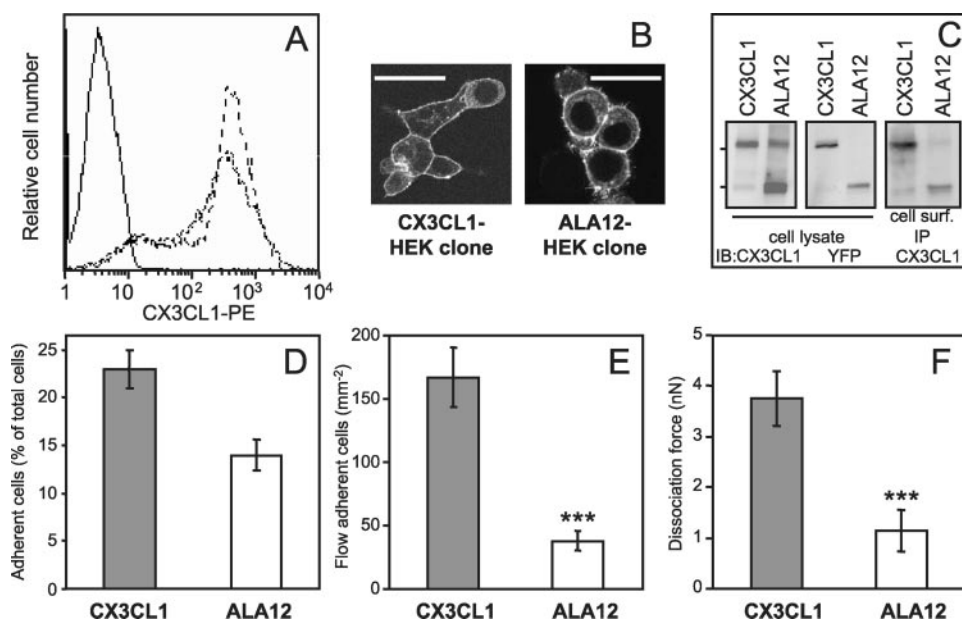 A
Relative cell number
1 10 10² 10³ 10⁴
CX3CL1-PE
B
CX3CL1-
HEK clone
ALA12-
HEK clone
C
CX3CL1 ALA12 CX3CL1 ALA12 CX3CL1 ALA12
cell lysate
IB:CX3CL1 YFP
cell surf.
IP
CX3CL1
D
Adherent cells (% of total cells)
25
20
15
10
5
0
CX3CL1 ALA12
E
Flow adherent cells (mm⁻²)
200
150
100
50
0
***
CX3CL1 ALA12
F
Dissociation force (nN)
5
4
3
2
1
0
***
CX3CL1 ALA12